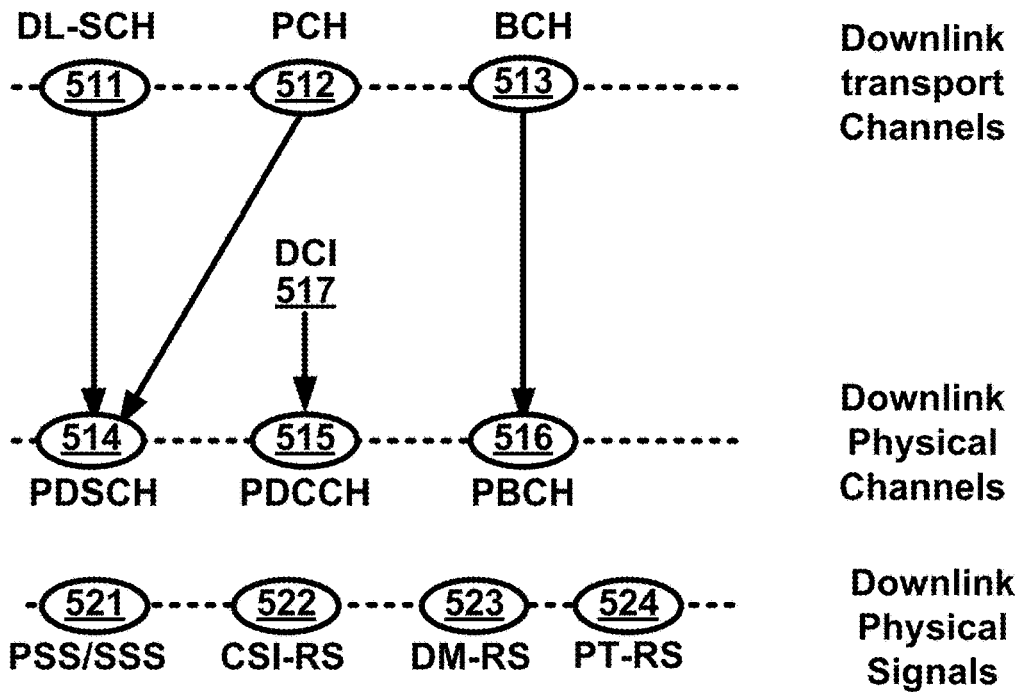 DL-SCH PCH BCH
511 512 513
Downlink
transport
Channels
DCI
517
514 515 516
PDSCH PDCCH PBCH
Downlink
Physical
Channels
521 522 523 524
PSS/SSS CSI-RS DM-RS PT-RS
Downlink
Physical
Signals